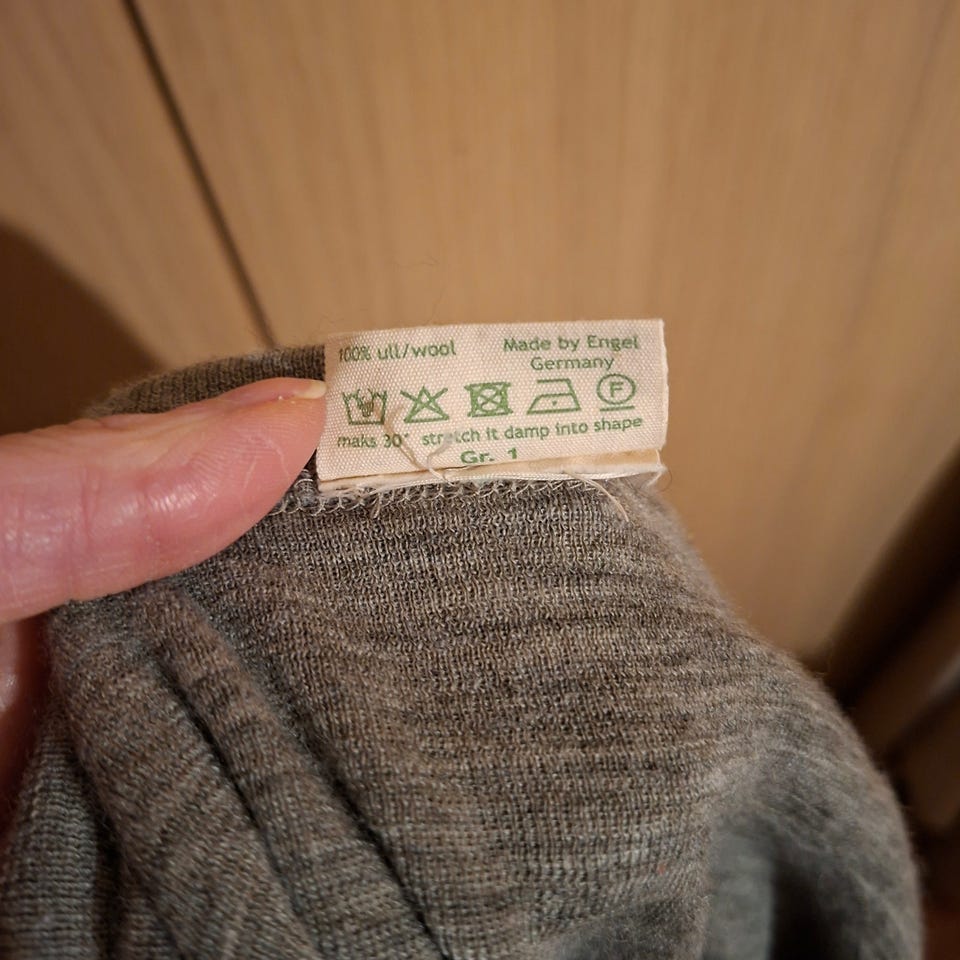 100% ull/wool
Made by Engel
Germany
F
maks 30° stretch it damp into shape
Gr. 1